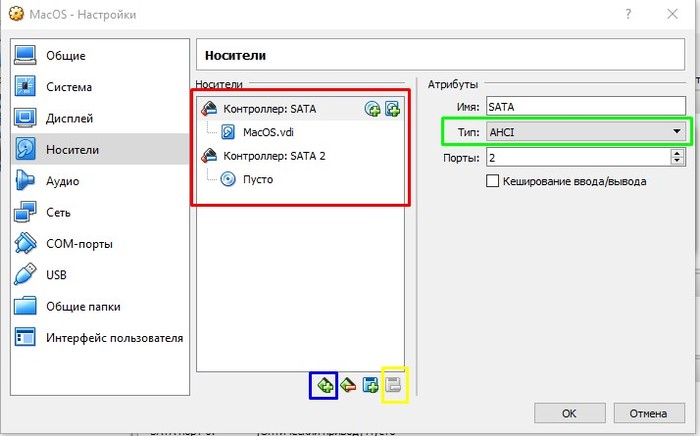 MacOS - Настройки
?
Общие
Система
Дисплей
Носители
Аудио
Сеть
COM-порты
USB
Общие папки
Интерфейс пользователя
Носители
Носители
Контроллер: SATA
MacOS.vdi
Контроллер: SATA 2
Пусто
Атрибуты
Имя: SATA
Тип: AHCI
Порты: 2
Кеширование ввода/вывода
OK
Отмена